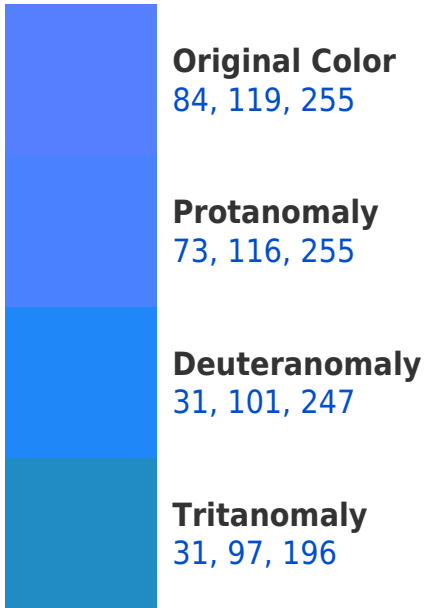 Original Color
84, 119, 255
Protanomaly
73, 116, 255
Deuteranomaly
31, 101, 247
Tritanomaly
31, 97, 196